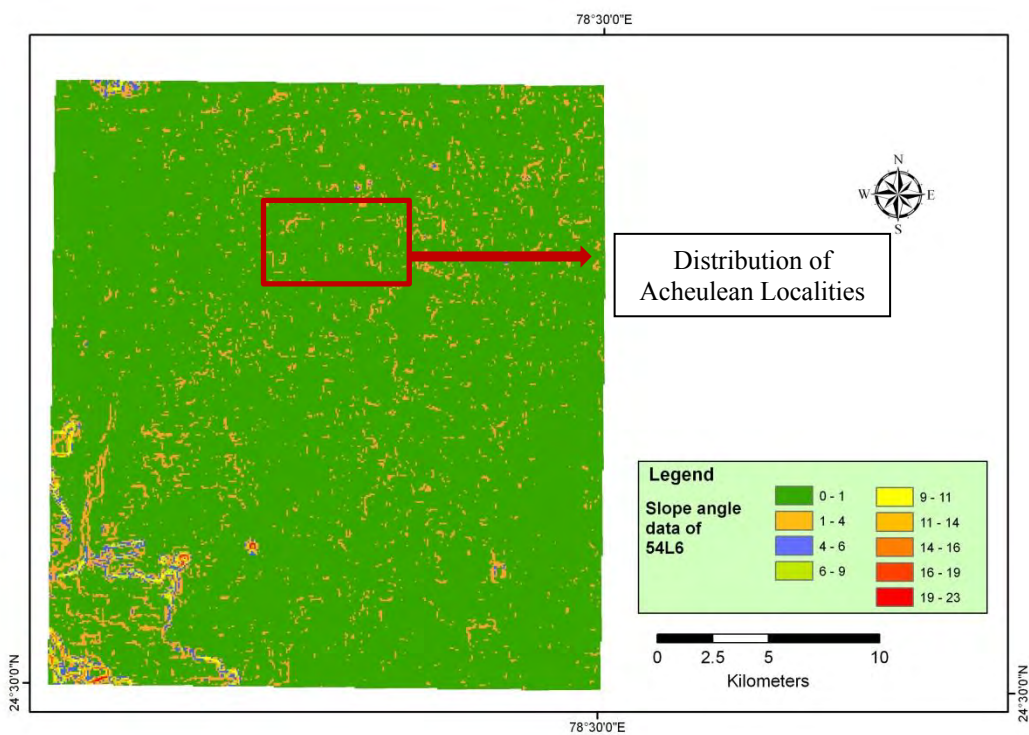 78°30'0"E
N
W
E
S
Distribution of
Acheulean Localities
Legend
Slope angle
data of
54L6
0 - 1
1 - 4
4 - 6
6 - 9
9 - 11
11 - 14
14 - 16
16 - 19
19 - 23
0 2.5 5 10
Kilometers
24°30'0"N
24°30'0"N
78°30'0"E